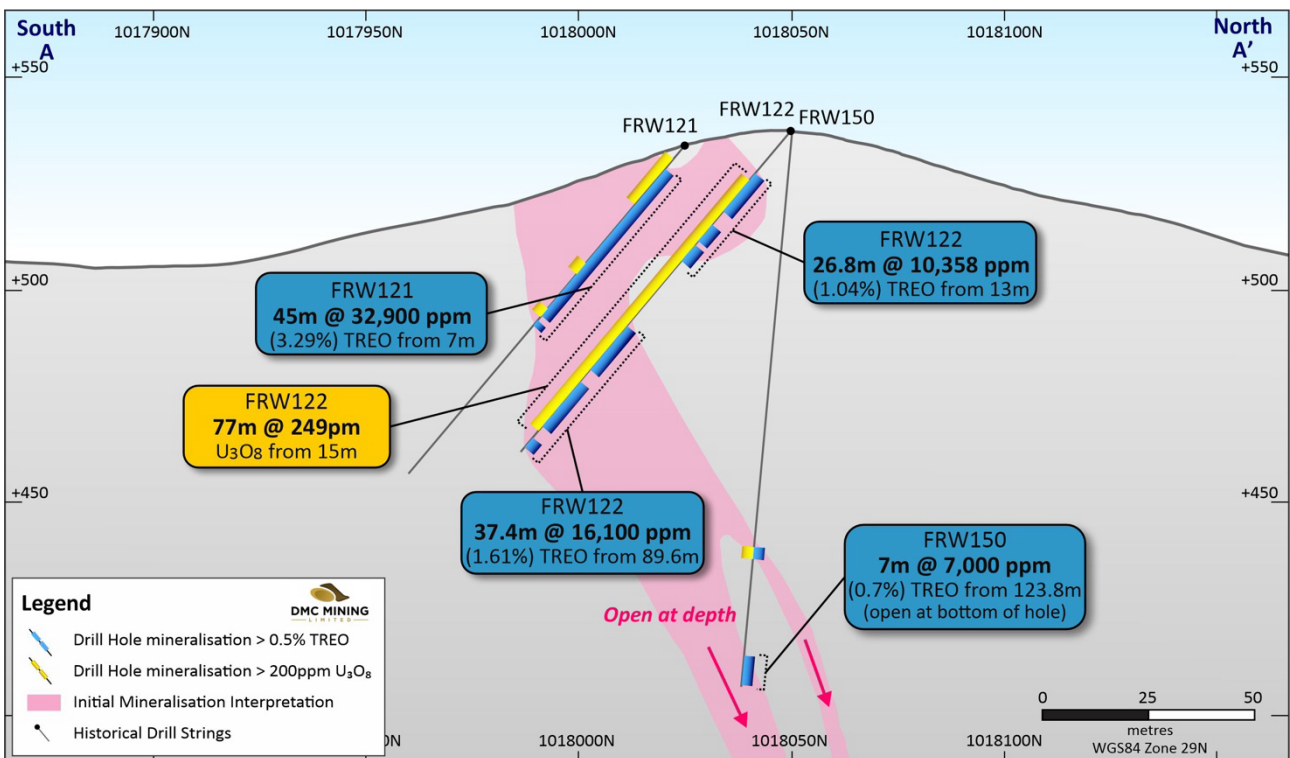 South
A
1017900N
1017950N
1018000N
1018050N
1018100N
North
A’
+550
+550
FRW121
FRW122
FRW150
+500
+500
FRW122
26.8m @ 10,358 ppm
(1.04%) TREO from 13m
FRW121
45m @ 32,900 ppm
(3.29%) TREO from 7m
FRW122
77m @ 249pm
U₃O₈ from 15m
+450
+450
FRW122
37.4m @ 16,100 ppm
(1.61%) TREO from 89.6m
FRW150
7m @ 7,000 ppm
(0.7%) TREO from 123.8m
(open at bottom of hole)
Open at depth
Legend
DMC MINING
LIMITED
Drill Hole mineralisation > 0.5% TREO
Drill Hole mineralisation > 200ppm U₃O₈
Initial Mineralisation Interpretation
Historical Drill Strings
1018000N
1018050N
1018100N
0
25
50
metres
WGS84 Zone 29N